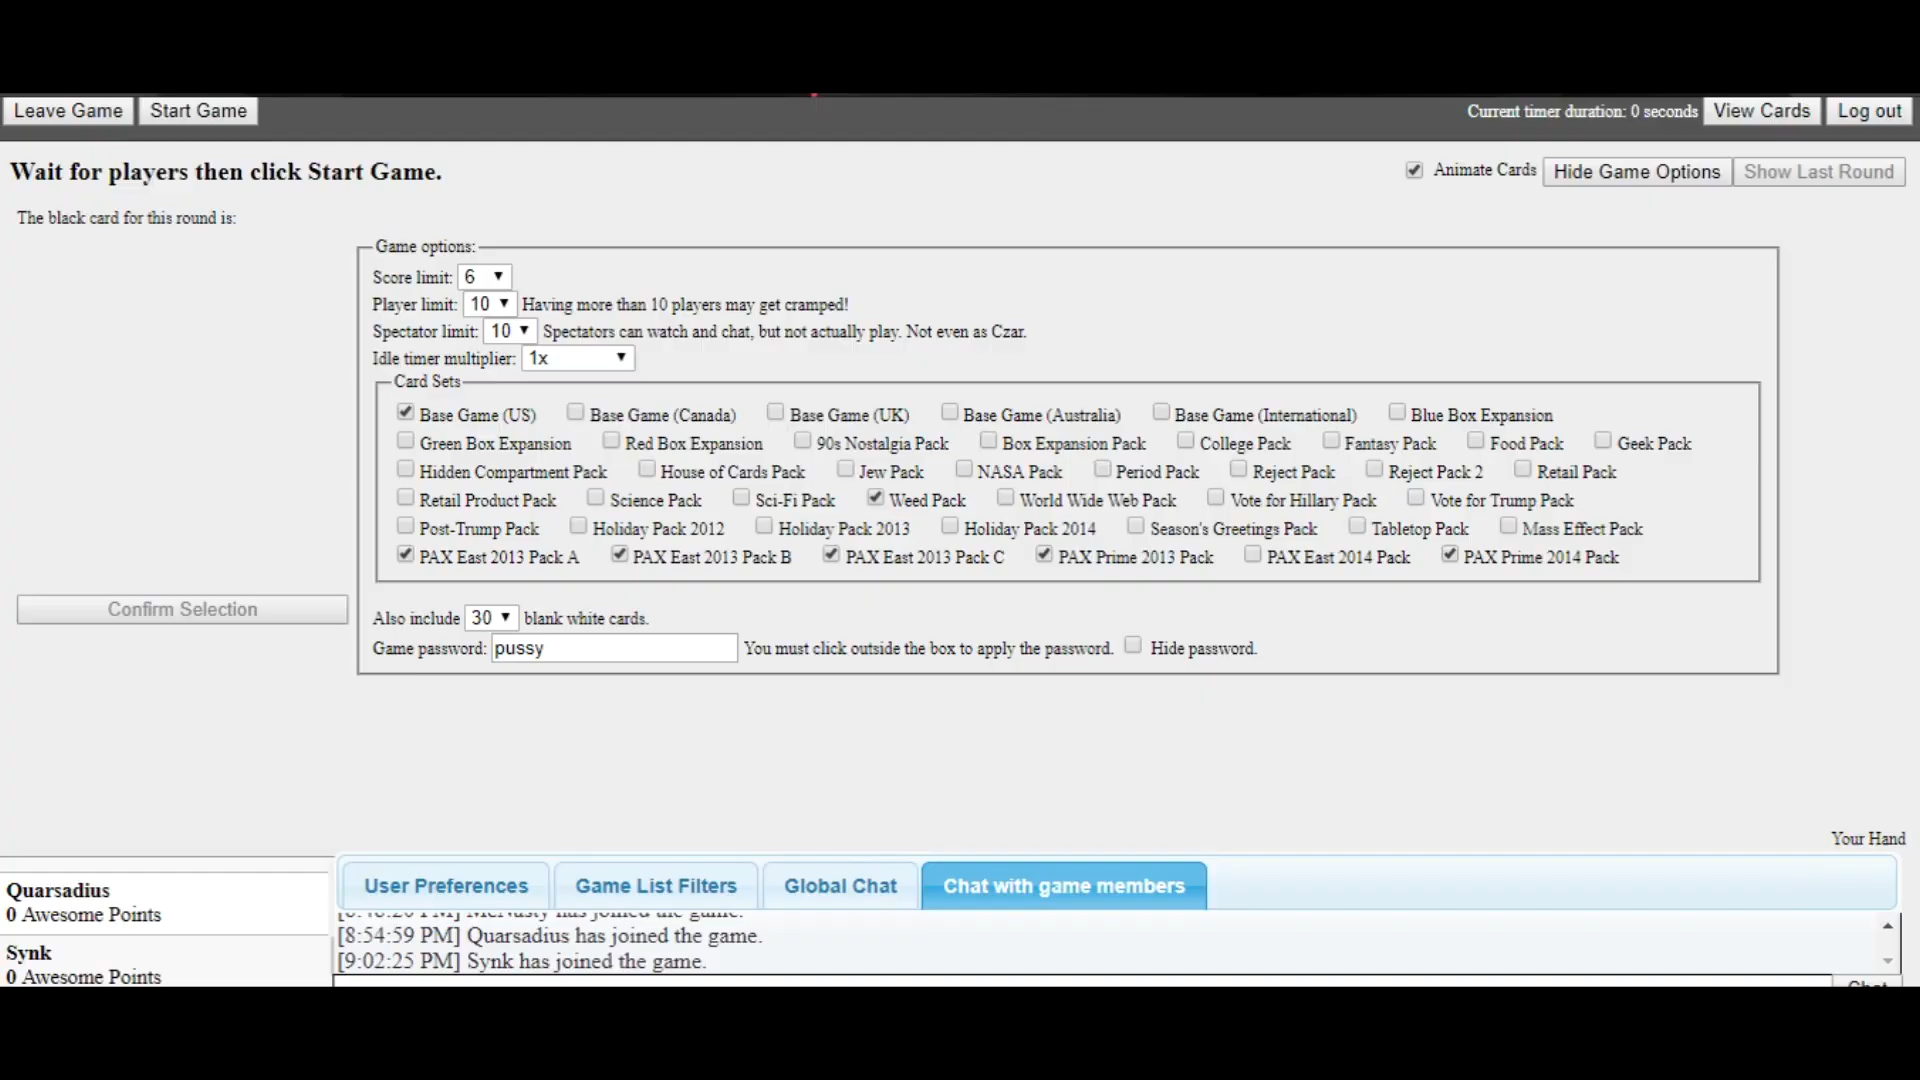 Leave Game Start Game Current timer duration: 0 seconds View Cards Log out
Wait for players then click Start Game. Animate Cards Hide Game Options Show Last Round
The black card for this round is:
Game options:
Score limit: 6
Player limit: 10 Having more than 10 players may get cramped!
Spectator limit: 10 Spectators can watch and chat, but not actually play. Not even as Czar.
Idle timer multiplier: 1x
Card Sets
Base Game (US) Base Game (Canada) Base Game (UK) Base Game (Australia) Base Game (International) Blue Box Expansion
Green Box Expansion Red Box Expansion 90s Nostalgia Pack Box Expansion Pack College Pack Fantasy Pack Food Pack Geek Pack
Hidden Compartment Pack House of Cards Pack Jew Pack NASA Pack Period Pack Reject Pack Reject Pack 2 Retail Pack
Retail Product Pack Science Pack Sci-Fi Pack Weed Pack World Wide Web Pack Vote for Hillary Pack Vote for Trump Pack
Post-Trump Pack Holiday Pack 2012 Holiday Pack 2013 Holiday Pack 2014 Season's Greetings Pack Tabletop Pack Mass Effect Pack
PAX East 2013 Pack A PAX East 2013 Pack B PAX East 2013 Pack C PAX Prime 2013 Pack PAX East 2014 Pack PAX Prime 2014 Pack
Confirm Selection
Also include 30 blank white cards.
Game password: pussy You must click outside the box to apply the password. Hide password.
Your Hand
User Preferences Game List Filters Global Chat Chat with game members
Quarsadius
0 Awesome Points
Synk
0 Awesome Points
has joined the game.
[8:54:59 PM] Quarsadius has joined the game.
[9:02:25 PM] Synk has joined the game.
Chat